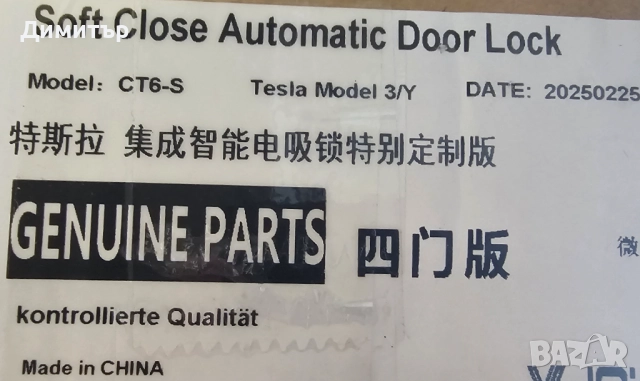 Димитър
Soft Close Automatic Door Lock
Model: CT6-S Tesla Model 3/Y DATE: 20250225
特斯拉 集成智能电吸锁特别定制版
GENUINE PARTS
四门版
微
kontrollierte Qualität
Made in CHINA
BAZAR